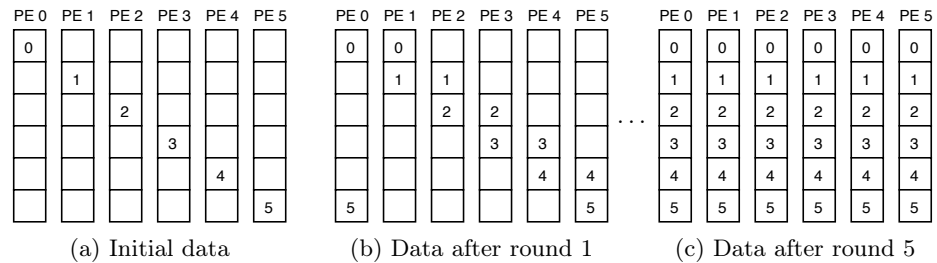 PE 0 PE 1 PE 2 PE 3 PE 4 PE 5 PE 0 PE 1 PE 2 PE 3 PE 4 PE 5 PE 0 PE 1 PE 2 PE 3 PE 4 PE 5
0 0 0 0 0 0 0 0 0
1 1 1 1 1 1 1 1 1
2 2 2 2 2 2 2 2 2
...
3 3 3 3 3 3 3 3 3
4 4 4 4 4 4 4 4 4
5 5 5 5 5 5 5 5 5
(a) Initial data (b) Data after round 1 (c) Data after round 5